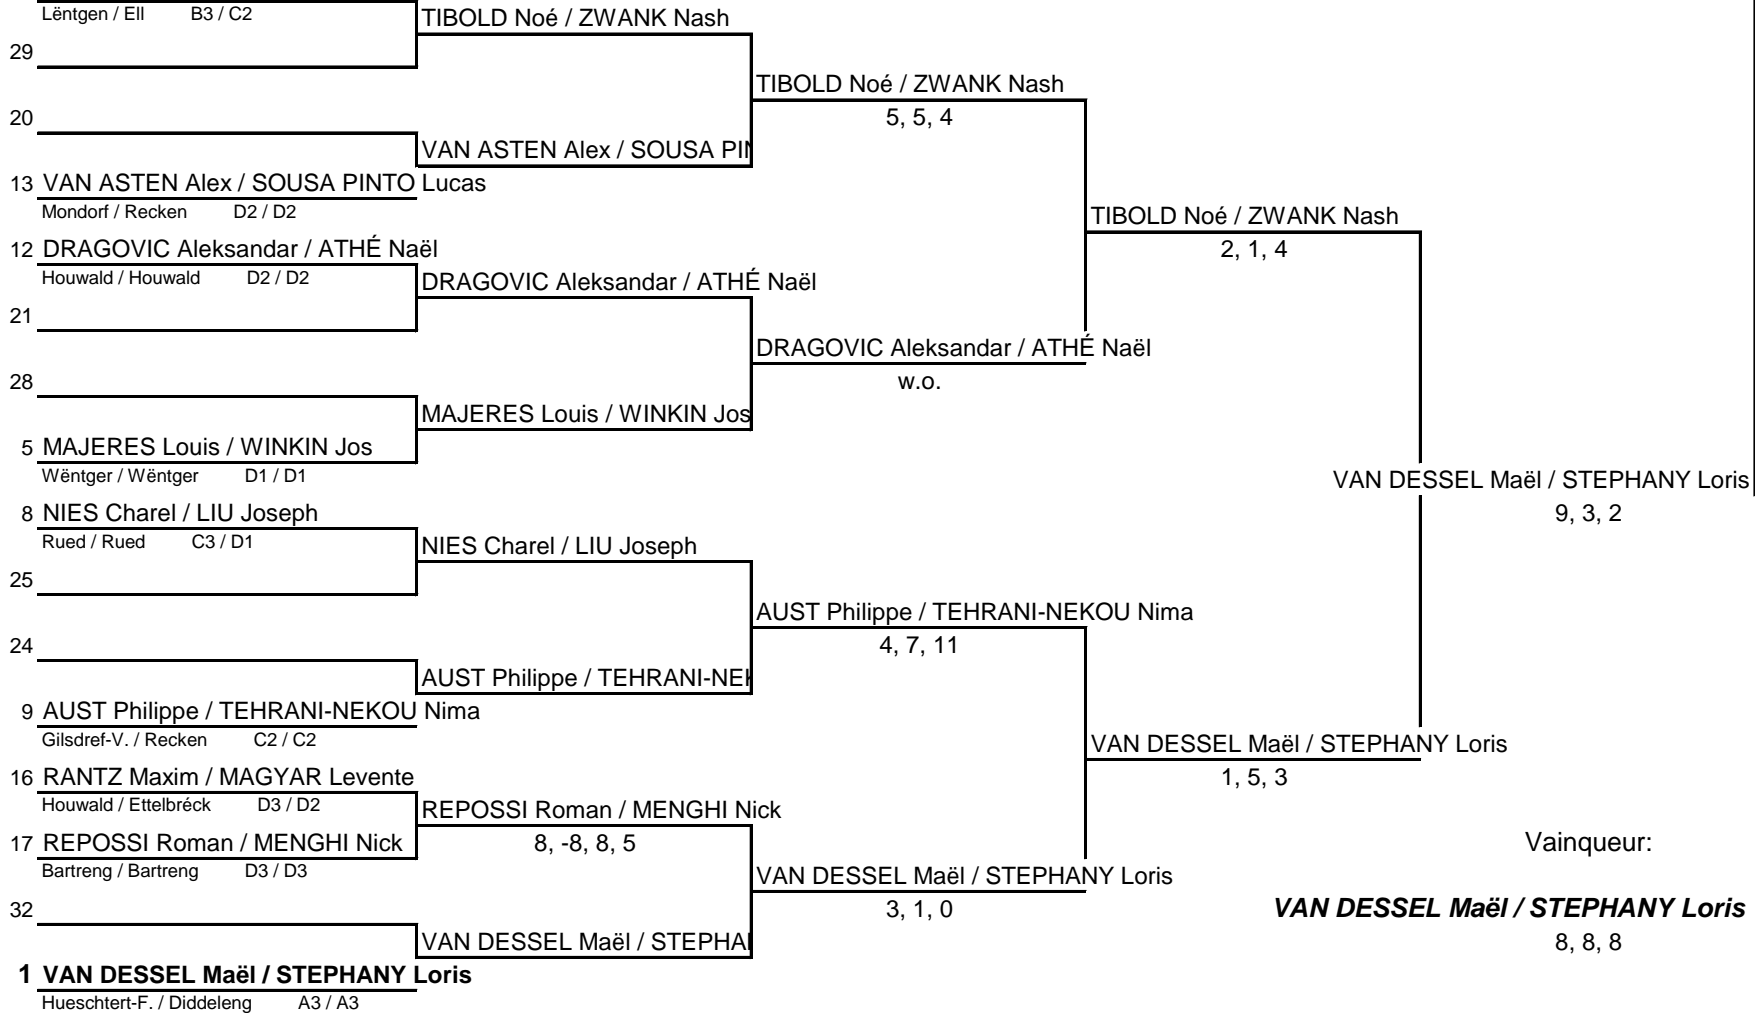 Lëntgen / Ell B3 / C2
TIBOLD Noé / ZWANK Nash
29
TIBOLD Noé / ZWANK Nash
5, 5, 4
20
VAN ASTEN Alex / SOUSA PIN
13 VAN ASTEN Alex / SOUSA PINTO Lucas
Mondorf / Recken D2 / D2
TIBOLD Noé / ZWANK Nash
2, 1, 4
12 DRAGOVIC Aleksandar / ATHÉ Naël
Houwald / Houwald D2 / D2
DRAGOVIC Aleksandar / ATHÉ Naël
21
DRAGOVIC Aleksandar / ATHÉ Naël
w.o.
28
MAJERES Louis / WINKIN Jos
5 MAJERES Louis / WINKIN Jos
Wëntger / Wëntger D1 / D1
VAN DESSEL Maël / STEPHANY Loris
9, 3, 2
8 NIES Charel / LIU Joseph
Rued / Rued C3 / D1
NIES Charel / LIU Joseph
25
AUST Philippe / TEHRANI-NEKOU Nima
4, 7, 11
24
AUST Philippe / TEHRANI-NEK
9 AUST Philippe / TEHRANI-NEKOU Nima
Gilsdref-V. / Recken C2 / C2
VAN DESSEL Maël / STEPHANY Loris
1, 5, 3
16 RANTZ Maxim / MAGYAR Levente
Houwald / Ettelbréck D3 / D2
REPOSSI Roman / MENGHI Nick
8, -8, 8, 5
17 REPOSSI Roman / MENGHI Nick
Bartreng / Bartreng D3 / D3
Vainqueur:
VAN DESSEL Maël / STEPHANY Loris
3, 1, 0
32
VAN DESSEL Maël / STEPHANY Loris
8, 8, 8
VAN DESSEL Maël / STEPHAN
1 VAN DESSEL Maël / STEPHANY Loris
Hueschtert-F. / Diddeleng A3 / A3